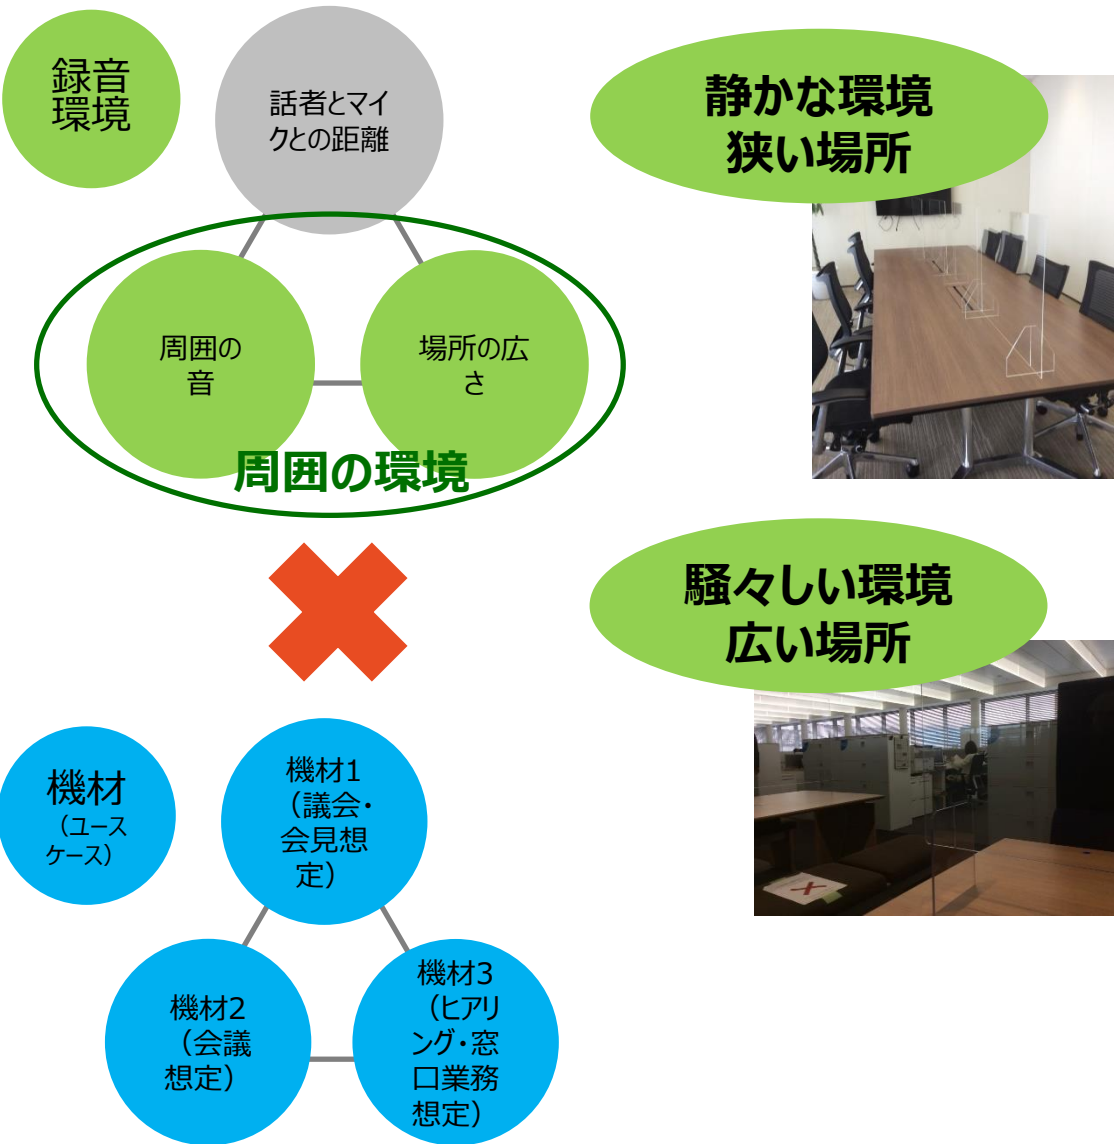 録音
環境
話者とマイ
クとの距離
周囲の
音
場所の広
さ
周囲の環境
静かな環境
狭い場所
騒々しい環境
広い場所
機材
（ユース
ケース）
機材1
（議会・
会見想
定）
機材2
（会議
想定）
機材3
（ヒアリ
ング・窓
口業務
想定）